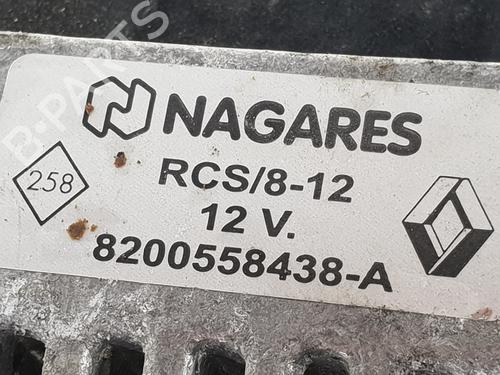 NAGARES
258
RCS/8-12
12 V.
8200558438-A
B-PARTS